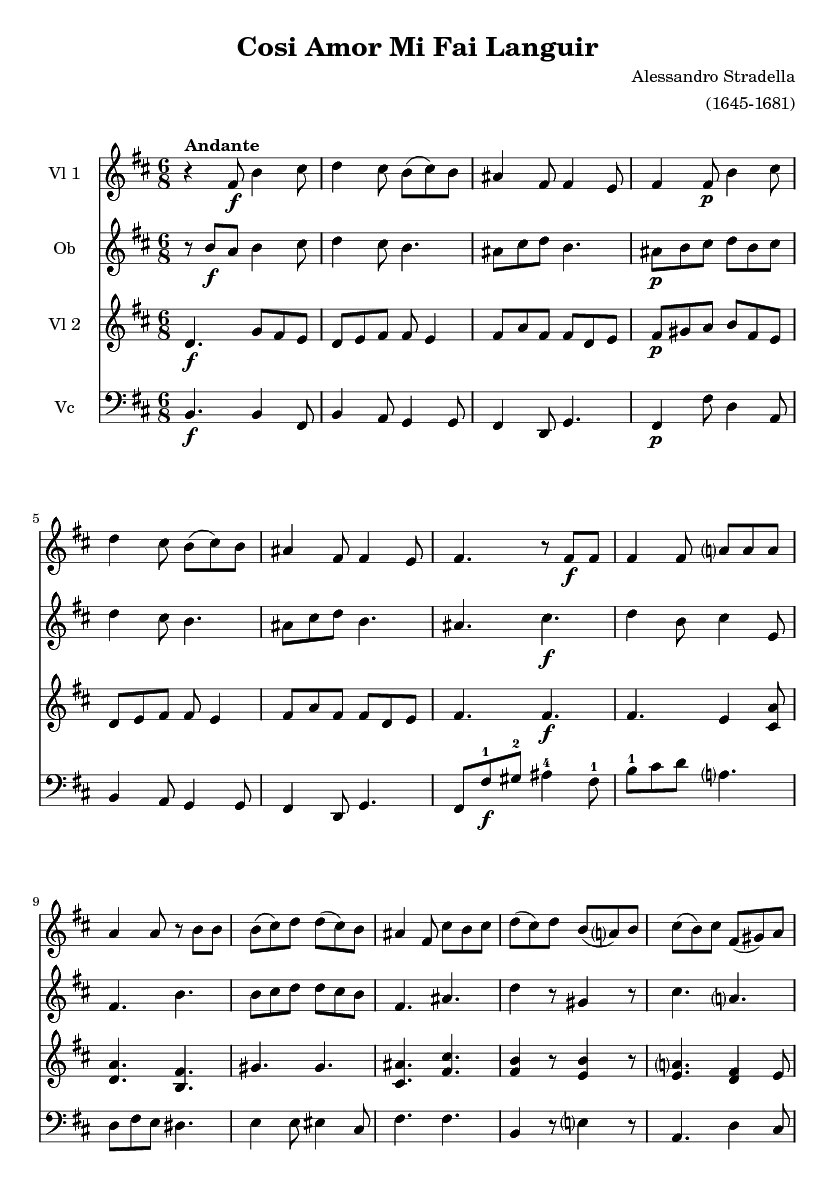 Cosi Amor Mi Fai Languir
Alessandro Stradella
(1645-1681)
Andante
Vl 1
f
p
Ob
f
p
Vl 2
f
p
Vc
f
p
5
f
f
f
1 2 4 1 1
f
9